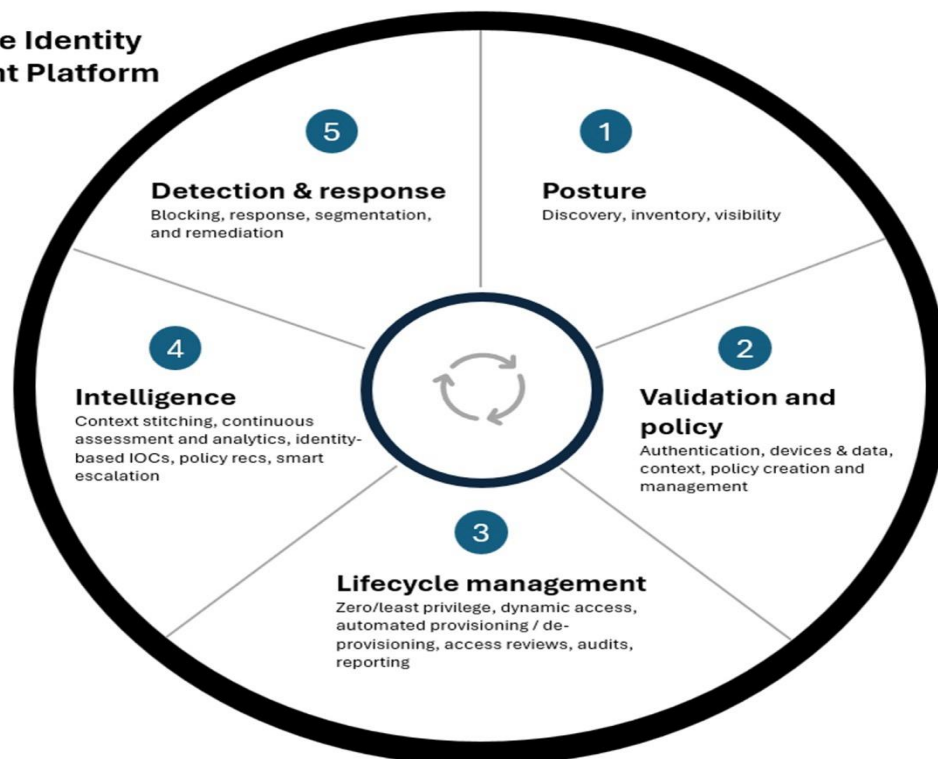 e Identity
nt Platform
1
Posture
Discovery, inventory, visibility
2
Validation and
policy
Authentication, devices & data,
context, policy creation and
management
3
Lifecycle management
Zero/least privilege, dynamic access,
automated provisioning / de-
provisioning, access reviews, audits,
reporting
4
Intelligence
Context stitching, continuous
assessment and analytics, identity-
based IOCs, policy recs, smart
escalation
5
Detection & response
Blocking, response, segmentation,
and remediation